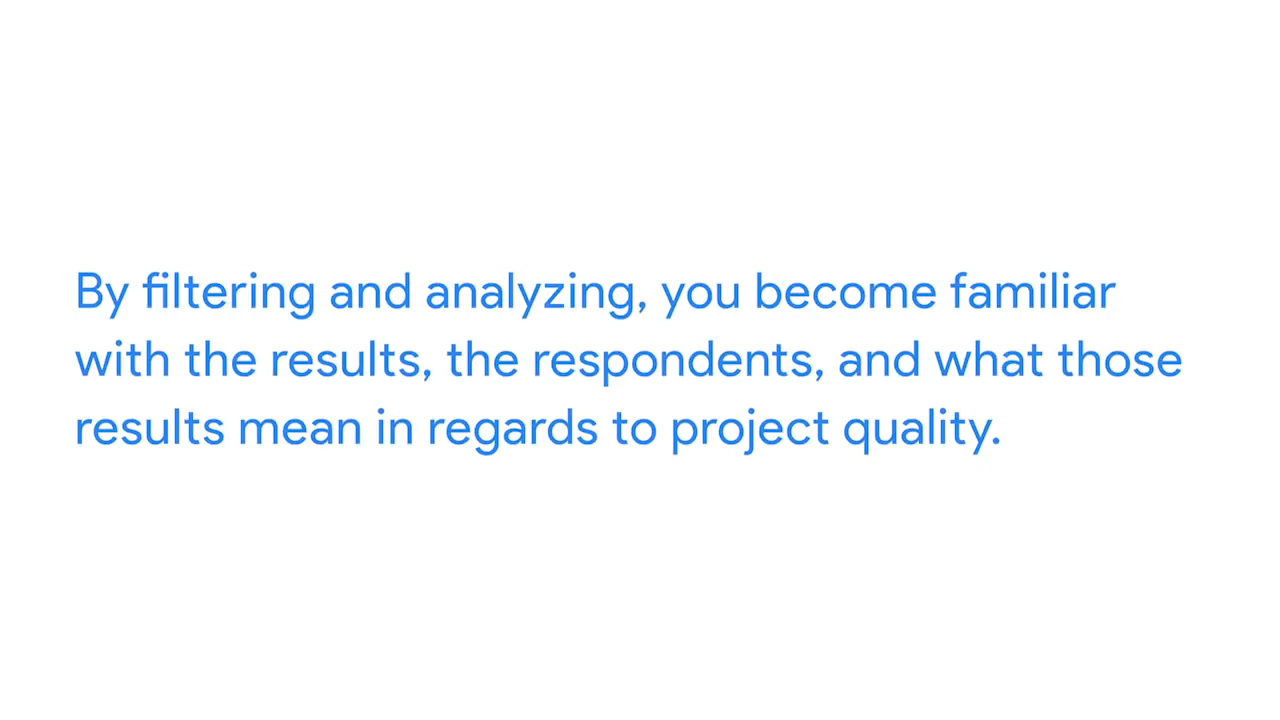 By filtering and analyzing, you become familiar
with the results, the respondents, and what those
results mean in regards to project quality.